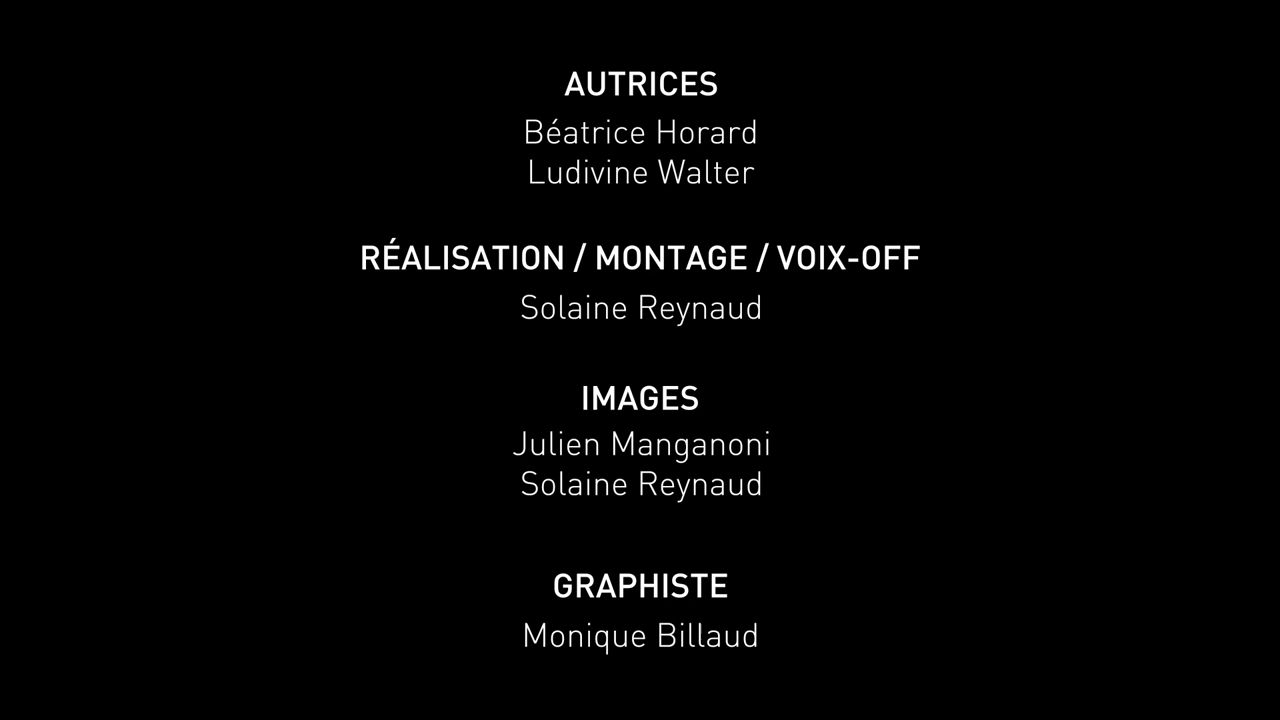 AUTRICES
Béatrice Horard
Ludivine Walter
RÉALISATION / MONTAGE / VOIX-OFF
Solaine Reynaud
IMAGES
Julien Manganoni
Solaine Reynaud
GRAPHISTE
Monique Billaud